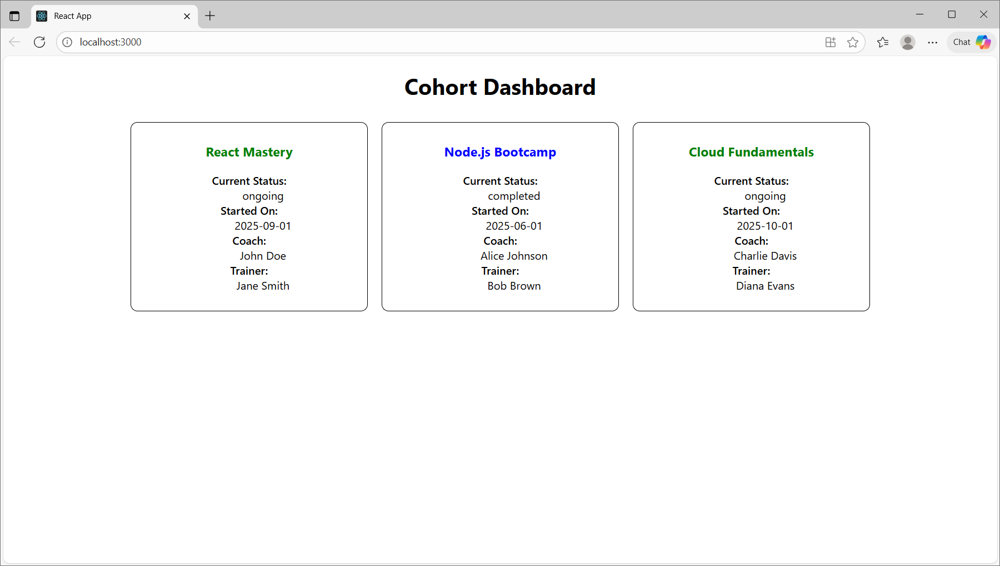 React App
localhost:3000
Chat
Cohort Dashboard
React Mastery
Current Status:
ongoing
Started On:
2025-09-01
Coach:
John Doe
Trainer:
Jane Smith
Node.js Bootcamp
Current Status:
completed
Started On:
2025-06-01
Coach:
Alice Johnson
Trainer:
Bob Brown
Cloud Fundamentals
Current Status:
ongoing
Started On:
2025-10-01
Coach:
Charlie Davis
Trainer:
Diana Evans